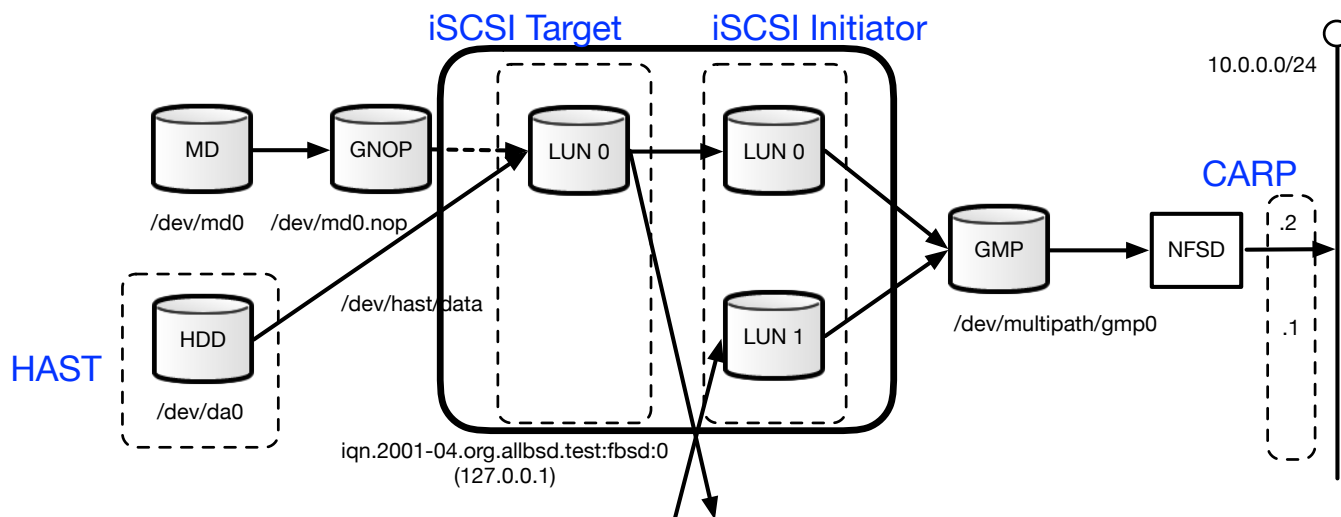 iSCSI Target
iSCSI Initiator
10.0.0.0/24
MD
GNOP
LUN 0
LUN 0
CARP
/dev/md0
/dev/md0.nop
.2
GMP
NFSD
/dev/hast/data
HDD
LUN 1
/dev/multipath/gmp0
.1
HAST
/dev/da0
iqn.2001-04.org.allbsd.test:fbsd:0
(127.0.0.1)